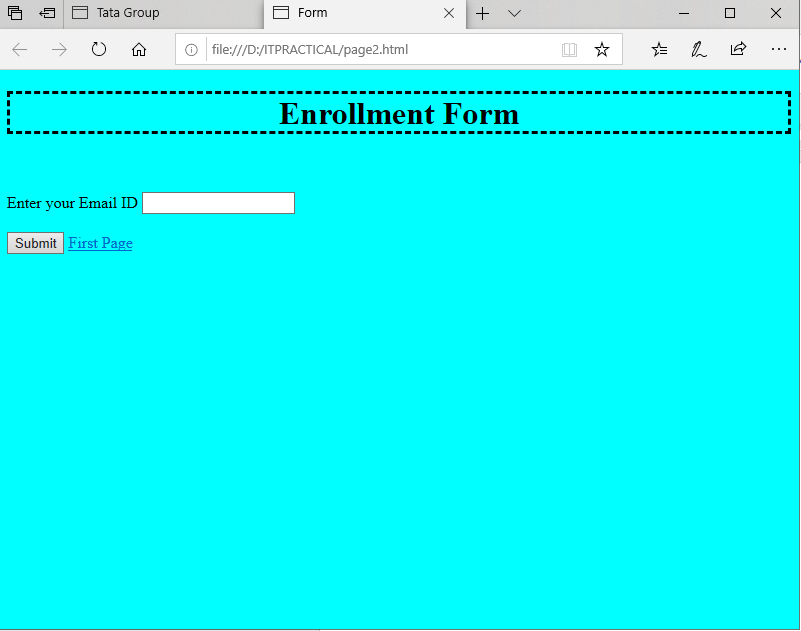 Tata Group
Form
file:///D:/ITPRACTICAL/page2.html
Enrollment Form
Enter your Email ID
Submit First Page